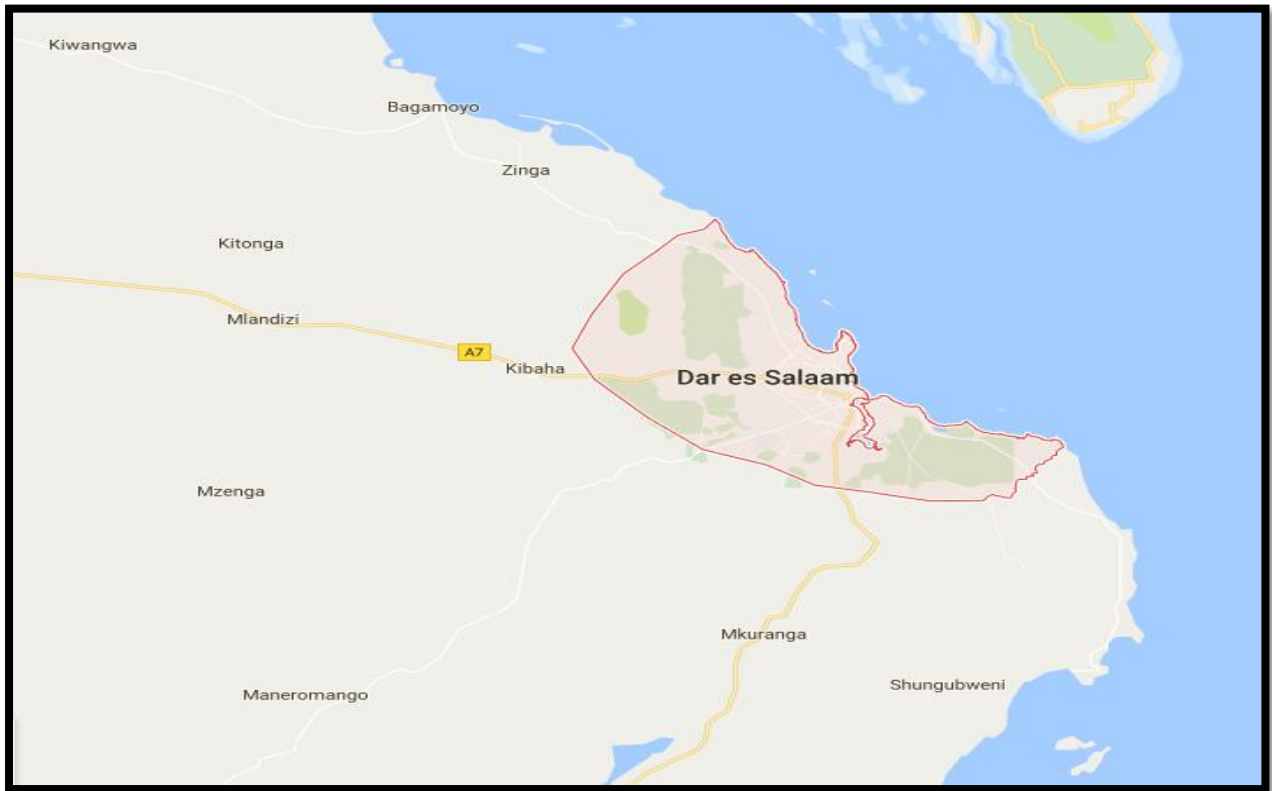 Kiwangwa
Bagamoyo
Zinga
Kitonga
Mlandizi
A7
Kibaha
Dar es Salaam
Mzenga
Mkuranga
Shungubweni
Maneromango